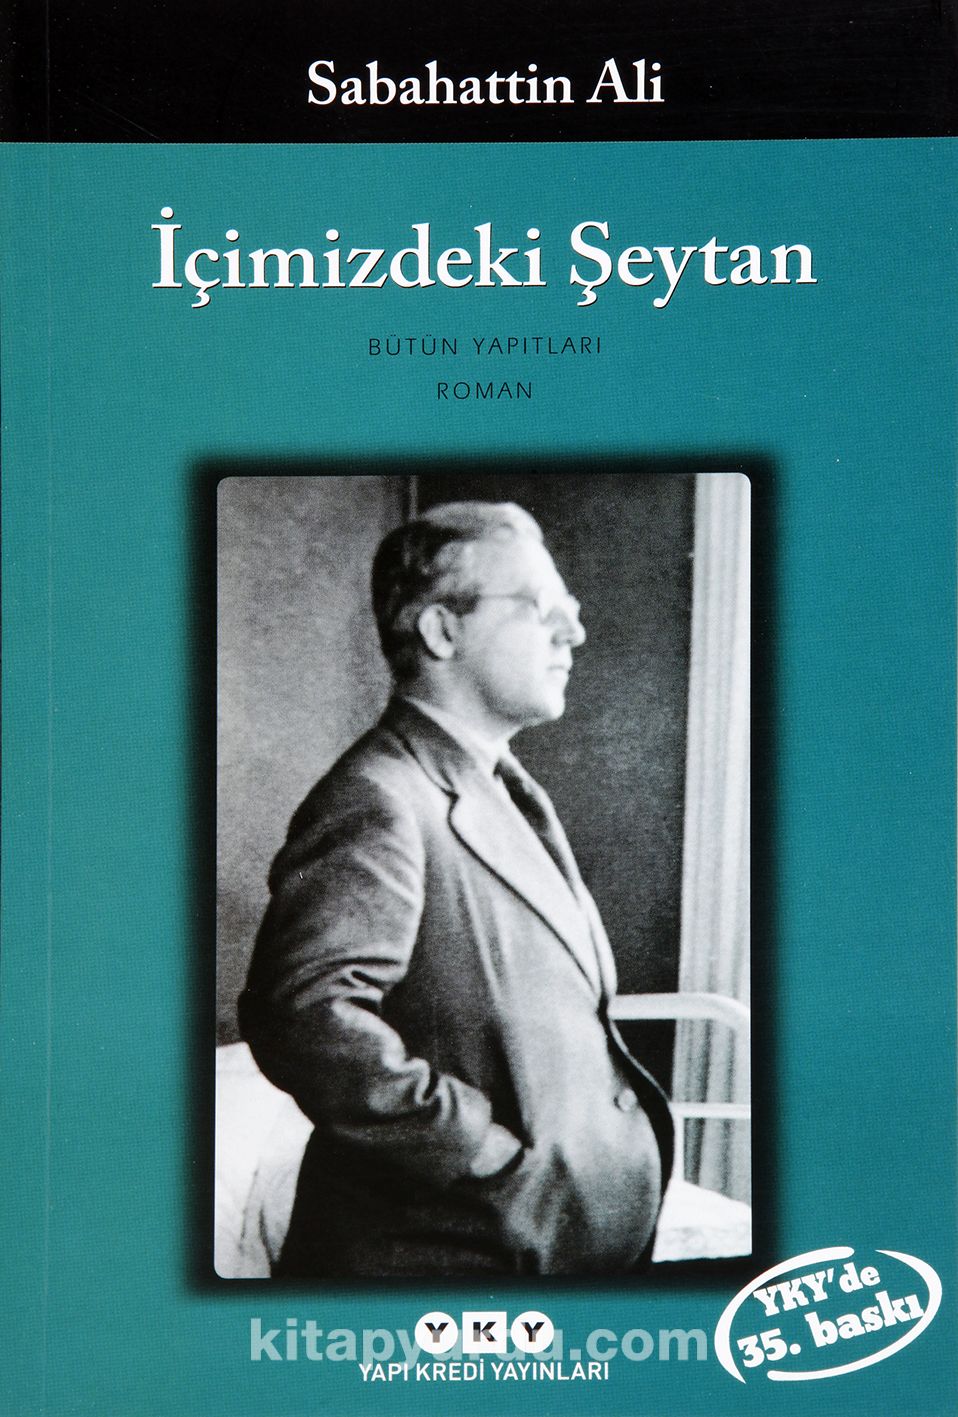 Sabahattin Ali
İçimizdeki Şeytan
BÜTÜN YAPITLARI
ROMAN
YKY'de
35. baskı
YKY
kitapyurdu.com
YAPI KREDİ YAYINLARI